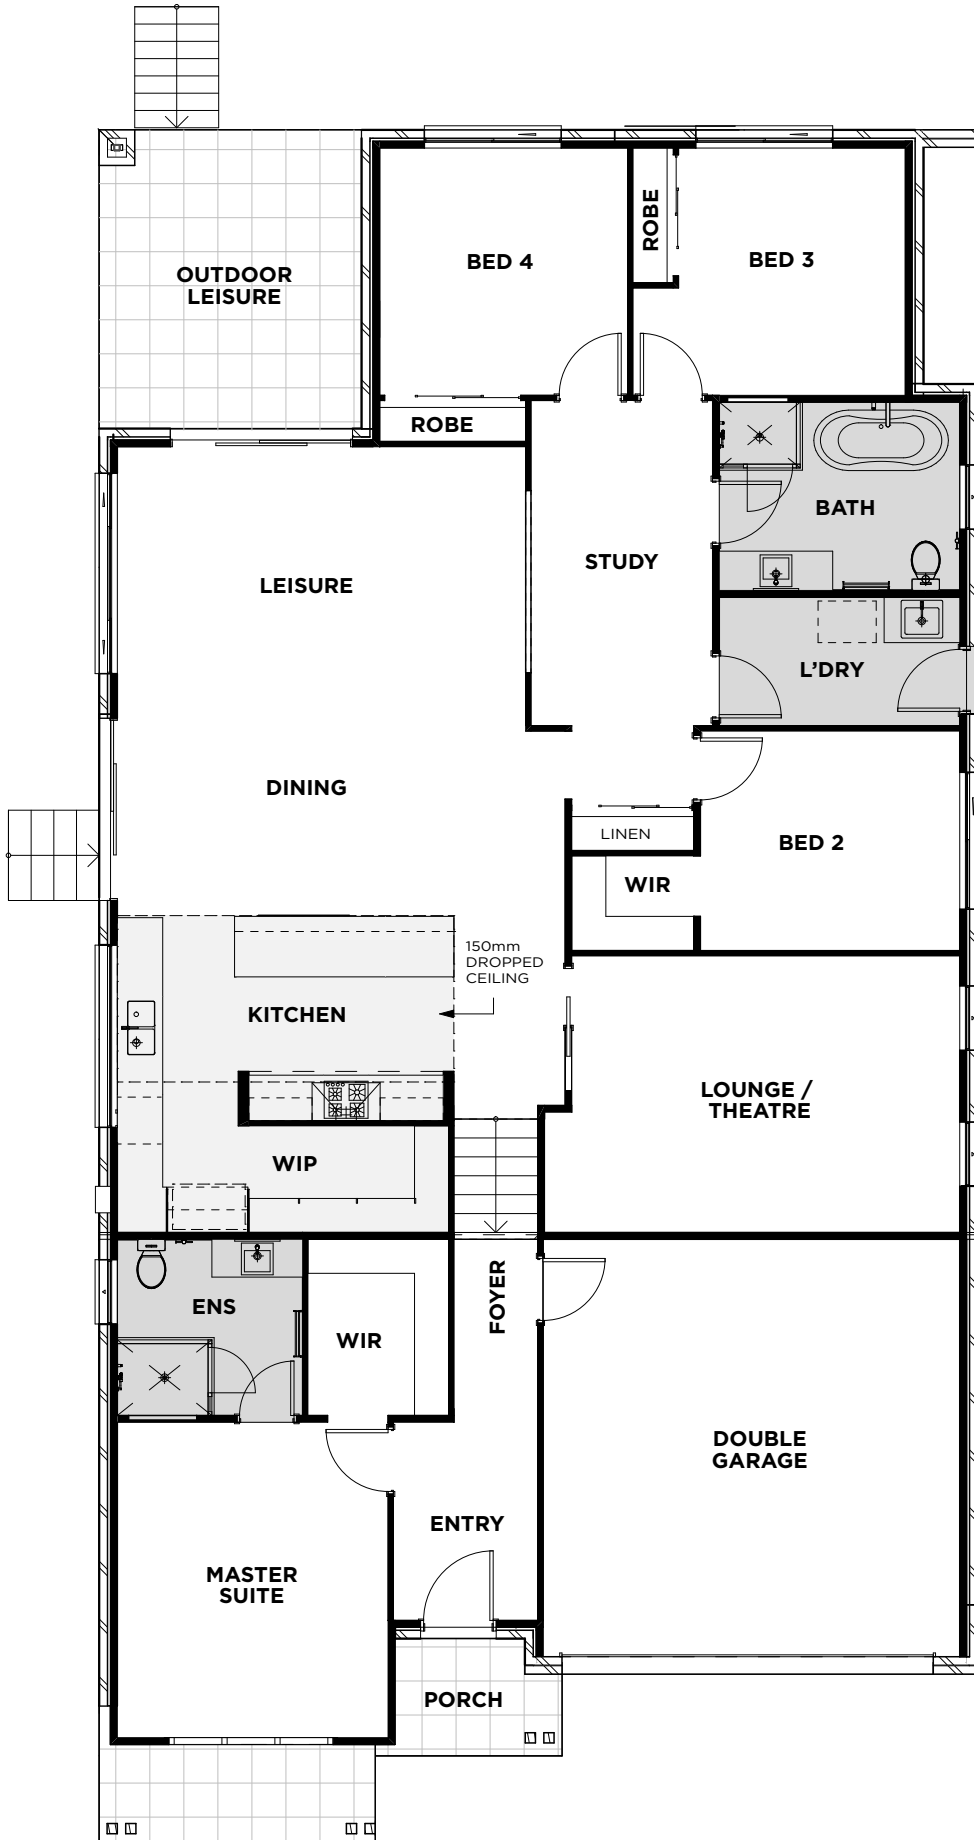 ROBE
BED 4
BED 3
OUTDOOR
LEISURE
ROBE
BATH
STUDY
LEISURE
L'DRY
DINING
LINEN
BED 2
WIR
150mm
DROPPED
CEILING
KITCHEN
LOUNGE /
THEATRE
WIP
FOYER
ENS
WIR
DOUBLE
GARAGE
ENTRY
MASTER
SUITE
PORCH